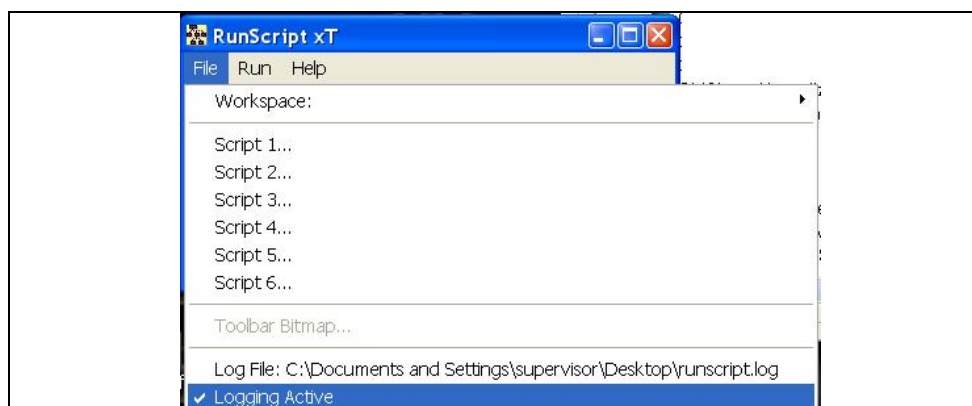 RunScript xT
File Run Help
Workspace:
Script 1...
Script 2...
Script 3...
Script 4...
Script 5...
Script 6...
Toolbar Bitmap...
Log File: C:\Documents and Settings\supervisor\Desktop\runscript.log
Logging Active